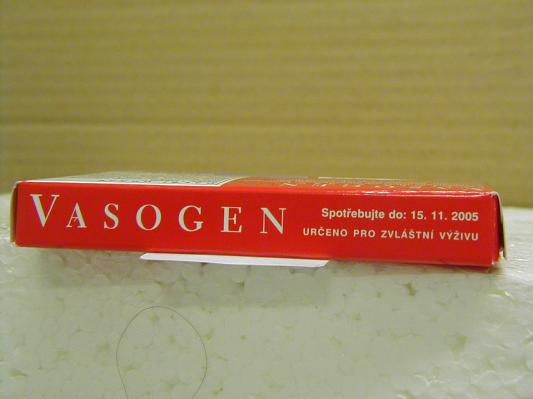 VASOGEN
Spotřebujte do: 15. 11. 2005
URČENO PRO ZVLÁŠTNÍ VÝŽIVU